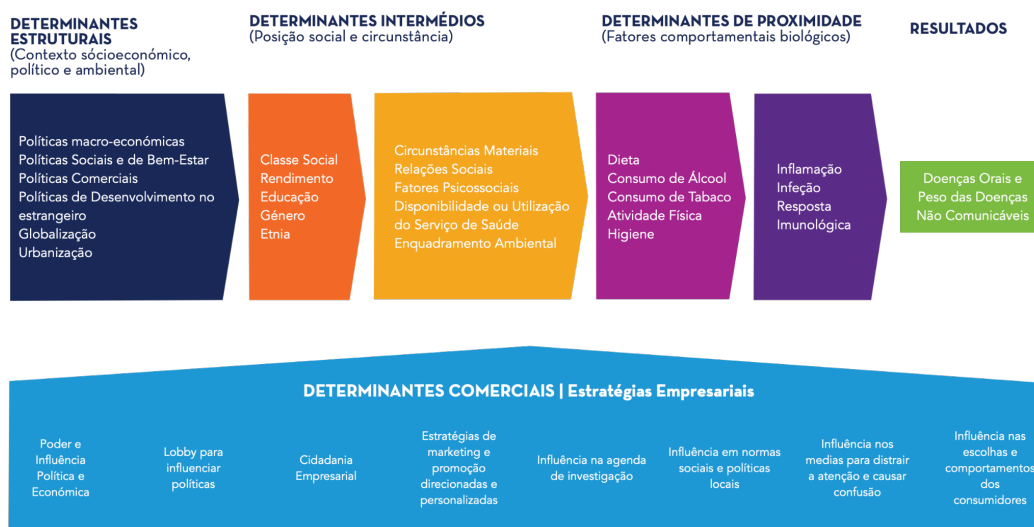 DETERMINANTES
ESTRUTURAIS
(Contexto sócioeconómico,
político e ambiental)
DETERMINANTES INTERMÉDIOS
(Posição social e circunstância)
DETERMINANTES DE PROXIMIDADE
(Fatores comportamentais biológicos)
RESULTADOS
Políticas macro-económicas
Políticas Sociais e de Bem-Estar
Políticas Comerciais
Políticas de Desenvolvimento no
estrangeiro
Globalização
Urbanização
Classe Social
Rendimento
Educação
Género
Etnia
Circunstâncias Materiais
Relações Sociais
Fatores Psicossociais
Disponibilidade ou Utilização
do Serviço de Saúde
Enquadramento Ambiental
Dieta
Consumo de Álcool
Consumo de Tabaco
Atividade Física
Higiene
Inflamação
Infeção
Resposta
Imunológica
Doenças Orais e
Peso das Doenças
Não Comunicáveis
DETERMINANTES COMERCIAIS | Estratégias Empresariais
Poder e
Influência
Política e
Económica
Lobby para
influenciar
políticas
Cidadania
Empresarial
Estratégias de
marketing e
promoção
direcionadas e
personalizadas
Influência na agenda
de investigação
Influência em normas
sociais e políticas
locais
Influência nos
medias para distrair
a atenção e causar
confusão
Influência nas
escolhas e
comportamentos
dos
consumidores